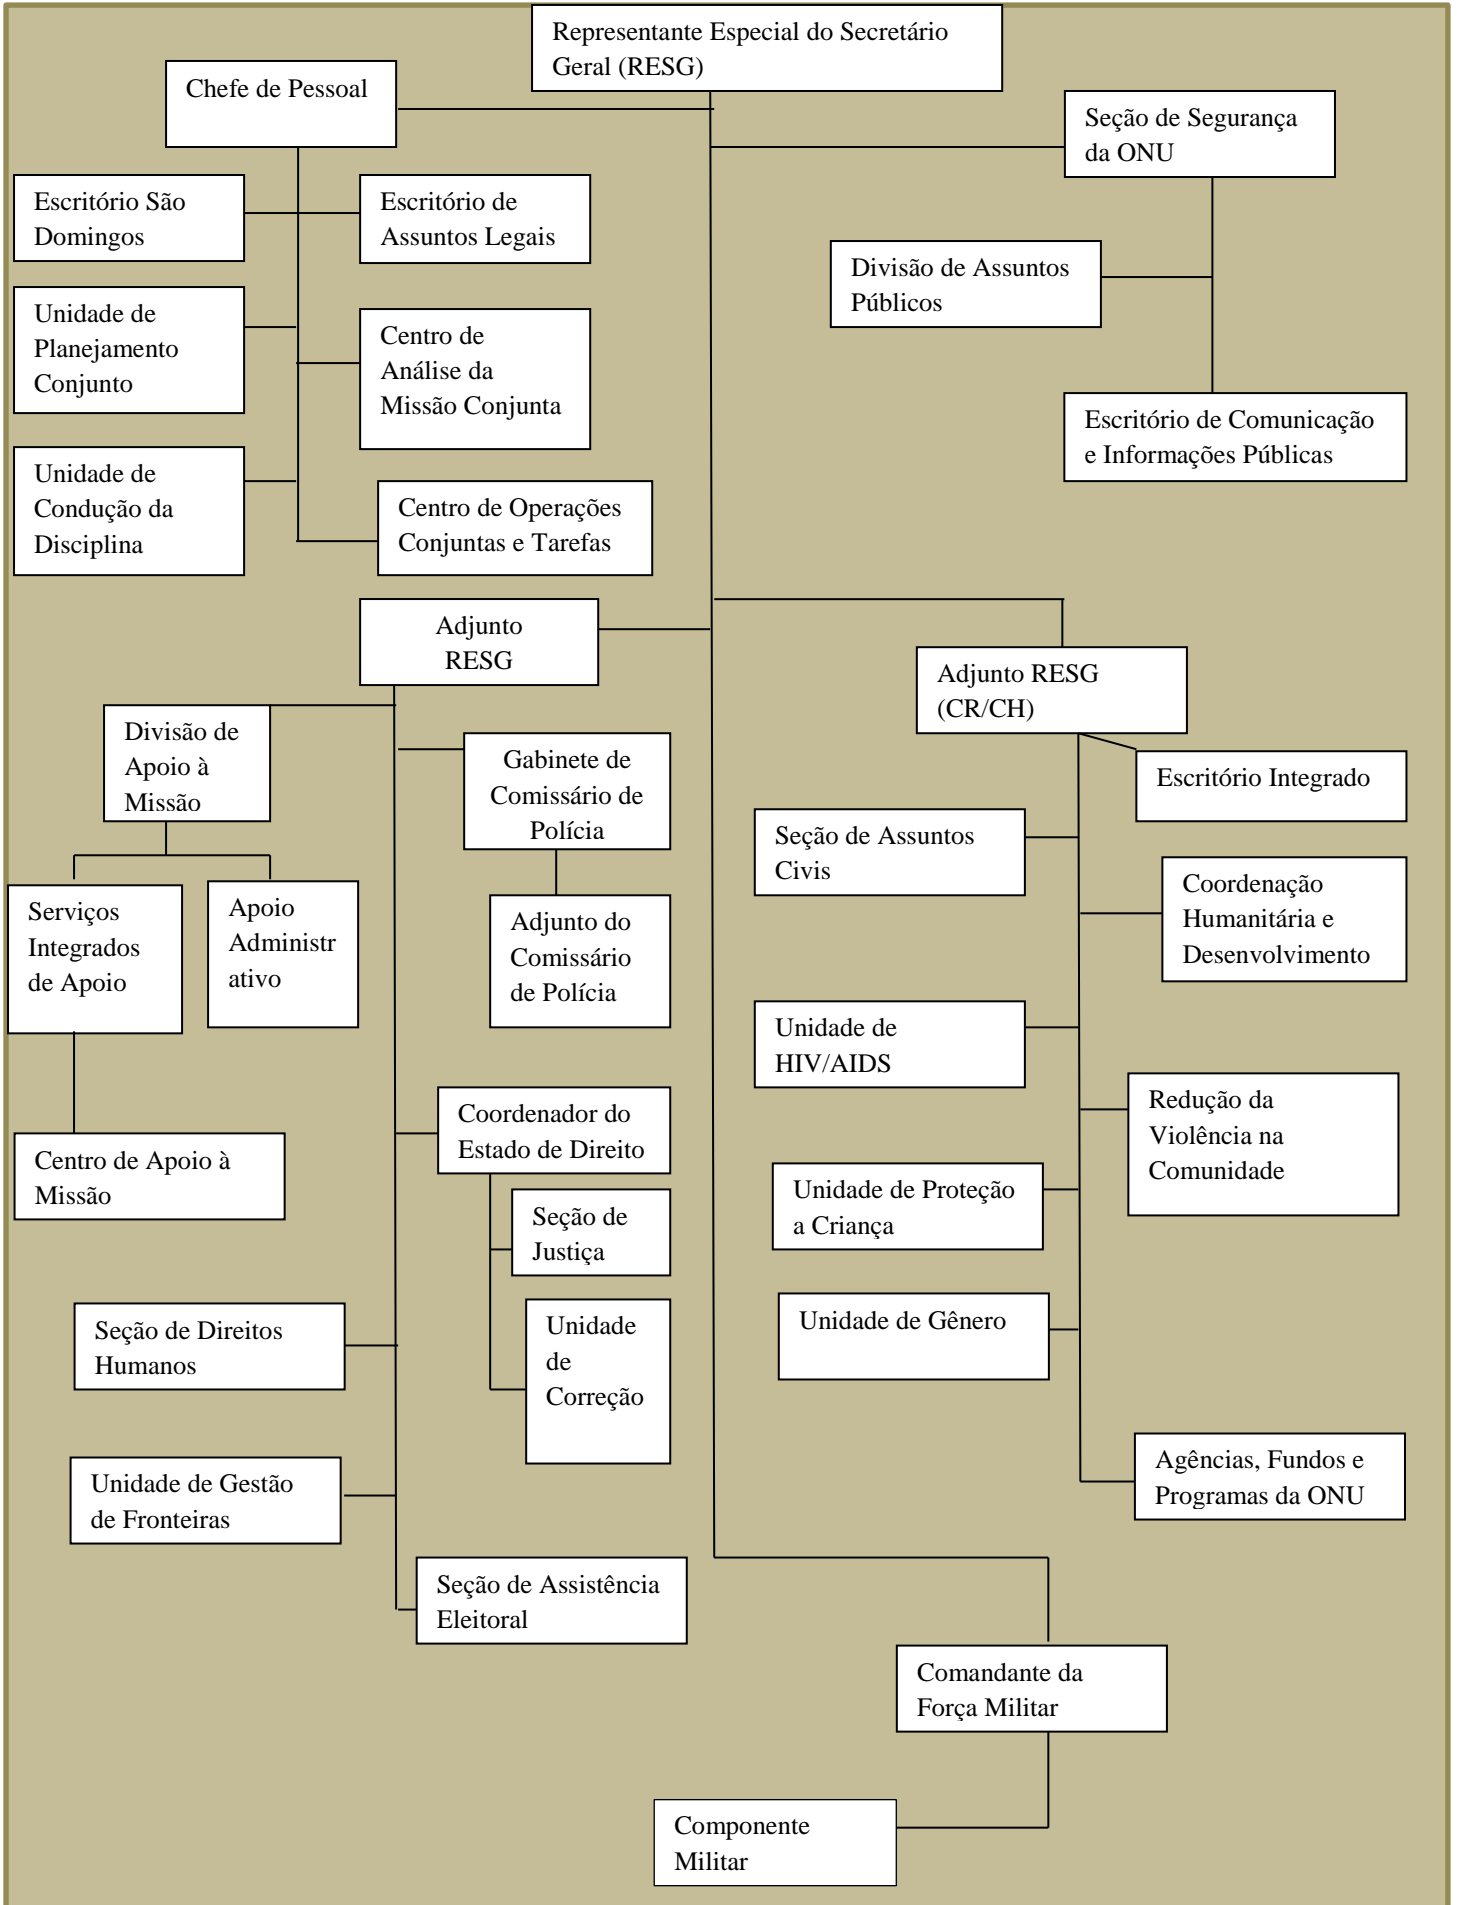 Representante Especial do Secretário
Geral (RESG)
Chefe de Pessoal
Seção de Segurança
da ONU
Escritório São
Domingos
Escritório de
Assuntos Legais
Divisão de Assuntos
Públicos
Unidade de
Planejamento
Conjunto
Centro de
Análise da
Missão Conjunta
Escritório de Comunicação
e Informações Públicas
Unidade de
Condução da
Disciplina
Centro de Operações
Conjuntas e Tarefas
Adjunto
RESG
Adjunto RESG
(CR/CH)
Divisão de
Apoio à
Missão
Gabinete de
Comissário de
Polícia
Escritório Integrado
Seção de Assuntos
Civis
Coordenação
Humanitária e
Desenvolvimento
Serviços
Integrados
de Apoio
Apoio
Administr
ativo
Adjunto do
Comissário
de Polícia
Unidade de
HIV/AIDS
Coordenador do
Estado de Direito
Redução da
Violência na
Comunidade
Centro de Apoio à
Missão
Unidade de Proteção
a Criança
Seção de
Justiça
Seção de Direitos
Humanos
Unidade
de
Correção
Unidade de Gênero
Unidade de Gestão
de Fronteiras
Agências, Fundos e
Programas da ONU
Seção de Assistência
Eleitoral
Comandante da
Força Militar
Componente
Militar